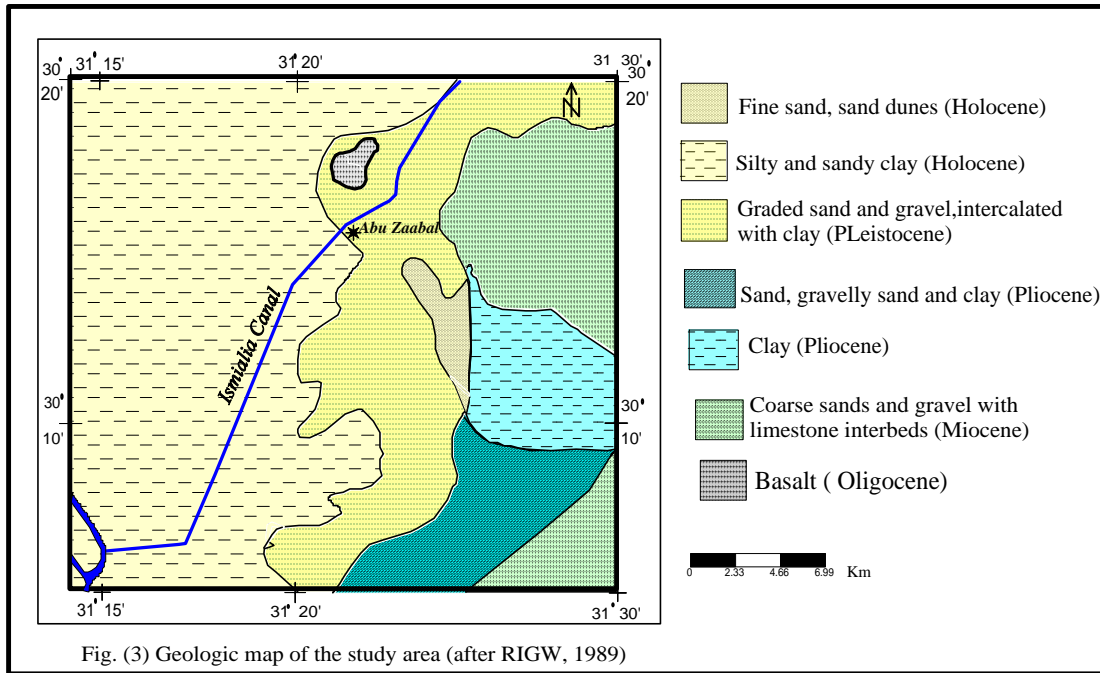 31° 15'
31° 20'
31° 30'
30°
20'
30°
20'
N
Abu Zaabal
Ismialia Canal
30°
10'
30°
10'
31° 15'
31° 20'
31° 30'
Fine sand, sand dunes (Holocene)
Silty and sandy clay (Holocene)
Graded sand and gravel,intercalated
with clay (PLeistocene)
Sand, gravelly sand and clay (Pliocene)
Clay (Pliocene)
Coarse sands and gravel with
limestone interbeds (Miocene)
Basalt ( Oligocene)
0 2.33 4.66 6.99 Km
Fig. (3) Geologic map of the study area (after RIGW, 1989)